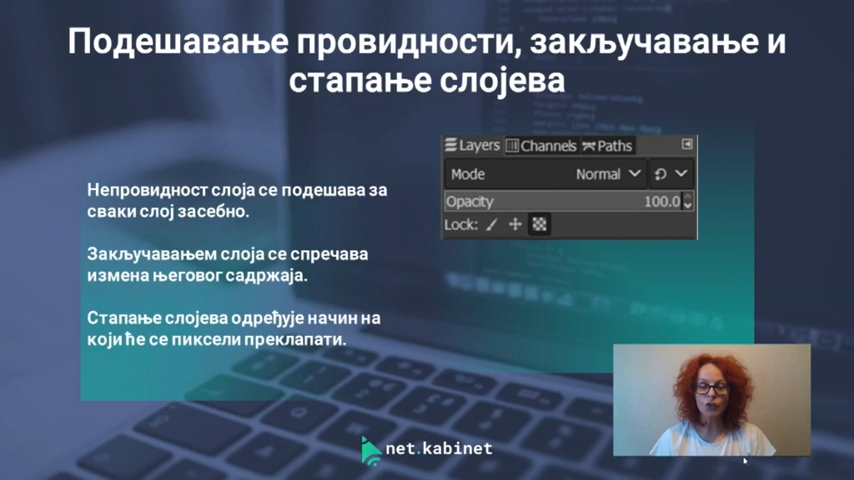 Подешавање провидности, закључавање и
стапање слојева
Layers Channels Paths
Mode Normal
Opacity 100.0
Lock:
Непровидност слоја се подешава за
сваки слој засебно.
Закључавањем слоја се спречава
измена његовог садржаја.
Стапање слојева одређује начин на
који ће се пиксели преклапати.
net.kabinet